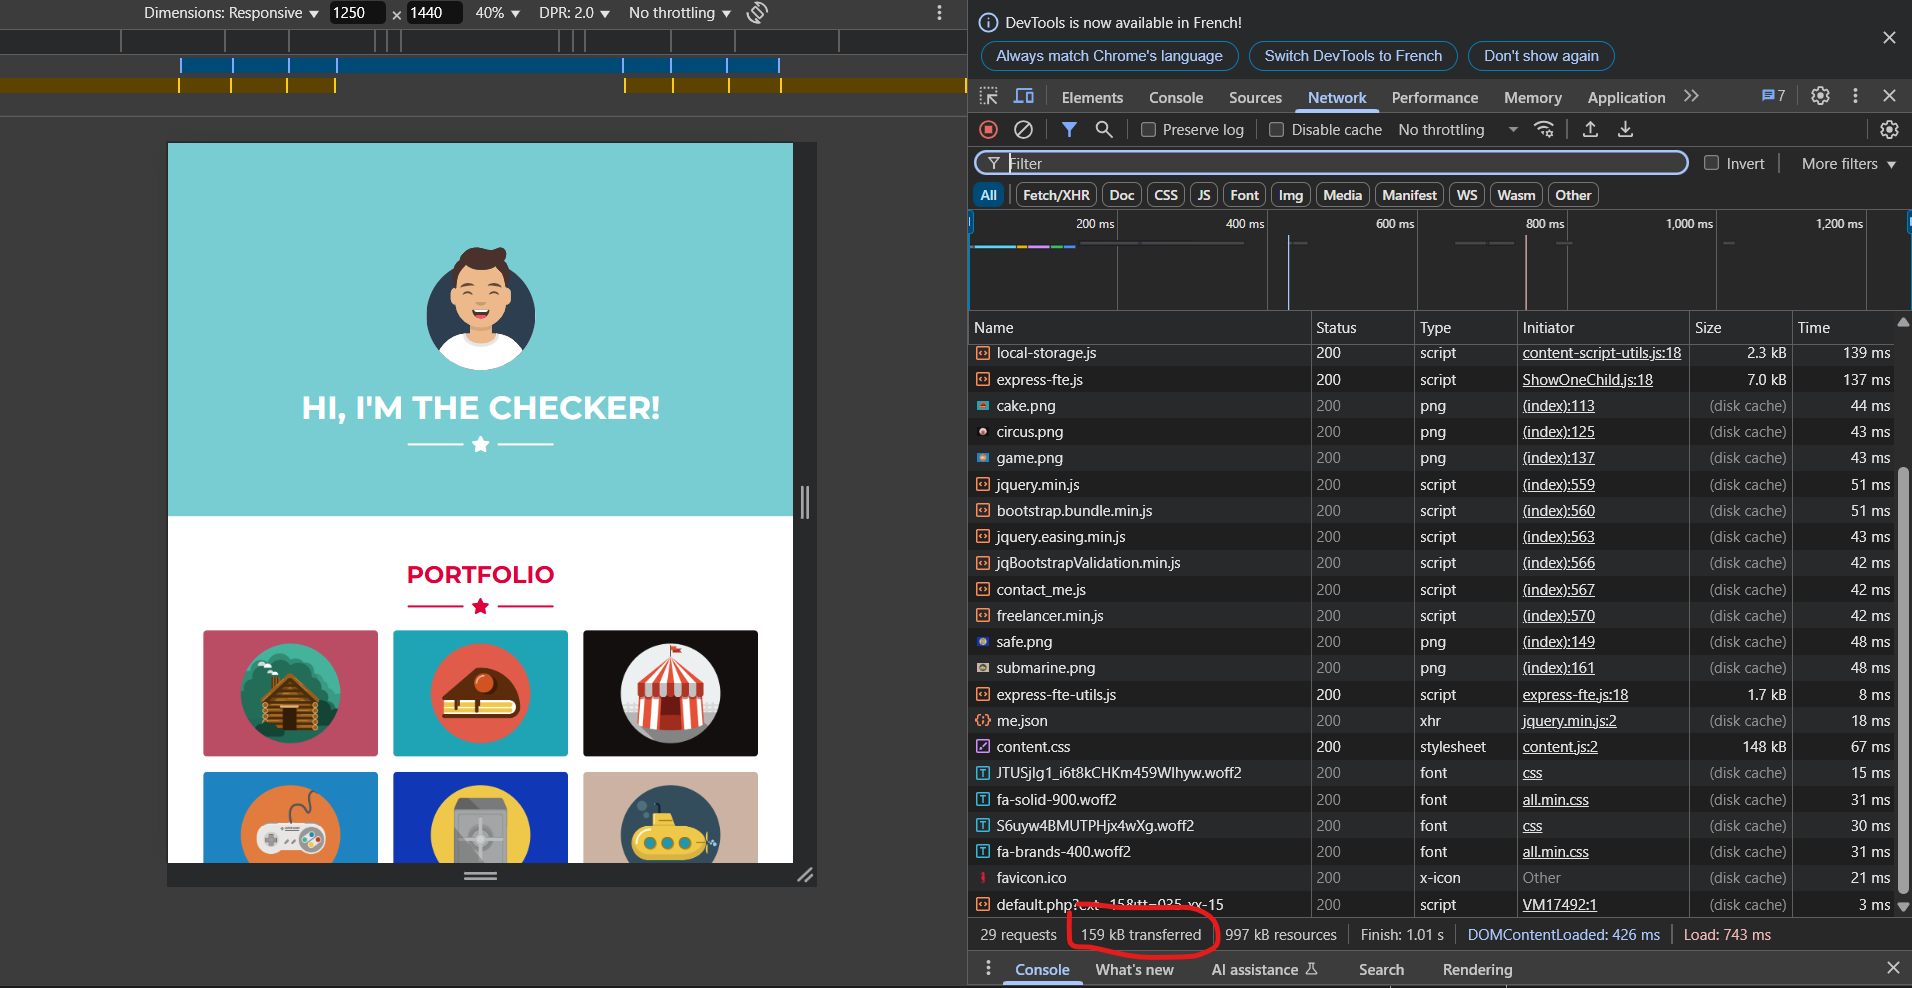 Dimensions: Responsive 1250 × 1440 40% DPR: 2.0 No throttling
HI, I'M THE CHECKER!
PORTFOLIO
DevTools is now available in French!
Always match Chrome's language Switch DevTools to French Don't show again
Elements Console Sources Network Performance Memory Application 7
Preserve log Disable cache No throttling
Filter Invert More filters
All Fetch/XHR Doc CSS JS Font Img Media Manifest WS Wasm Other
200 ms 400 ms 600 ms 800 ms 1,000 ms 1,200 ms
Name Status Type Initiator Size Time
local-storage.js 200 script content-script-utils.js:18 2.3 kB 139 ms
express-fte.js 200 script ShowOneChild.js:18 7.0 kB 137 ms
cake.png 200 png (index):113 (disk cache) 44 ms
circus.png 200 png (index):125 (disk cache) 43 ms
game.png 200 png (index):137 (disk cache) 43 ms
jquery.min.js 200 script (index):559 (disk cache) 51 ms
bootstrap.bundle.min.js 200 script (index):560 (disk cache) 51 ms
jquery.easing.min.js 200 script (index):563 (disk cache) 43 ms
jqBootstrapValidation.min.js 200 script (index):566 (disk cache) 42 ms
contact_me.js 200 script (index):567 (disk cache) 42 ms
freelancer.min.js 200 script (index):570 (disk cache) 42 ms
safe.png 200 png (index):149 (disk cache) 48 ms
submarine.png 200 png (index):161 (disk cache) 48 ms
express-fte-utils.js 200 script express-fte.js:18 1.7 kB 8 ms
me.json 200 xhr jquery.min.js:2 (disk cache) 18 ms
content.css 200 stylesheet content.js:2 148 kB 67 ms
JTUSjIg1_i6t8kCHKm459Wlhyw.woff2 200 font css (disk cache) 15 ms
fa-solid-900.woff2 200 font all.min.css (disk cache) 31 ms
S6uyw4BMUTPHjx4wXg.woff2 200 font css (disk cache) 30 ms
fa-brands-400.woff2 200 font all.min.css (disk cache) 31 ms
favicon.ico 200 x-icon Other (disk cache) 21 ms
200 script VM17492:1 (disk cache) 3 ms
29 requests 159 kB transferred 997 kB resources Finish: 1.01 s DOMContentLoaded: 426 ms Load: 743 ms
Console What's new AI assistance Search Rendering